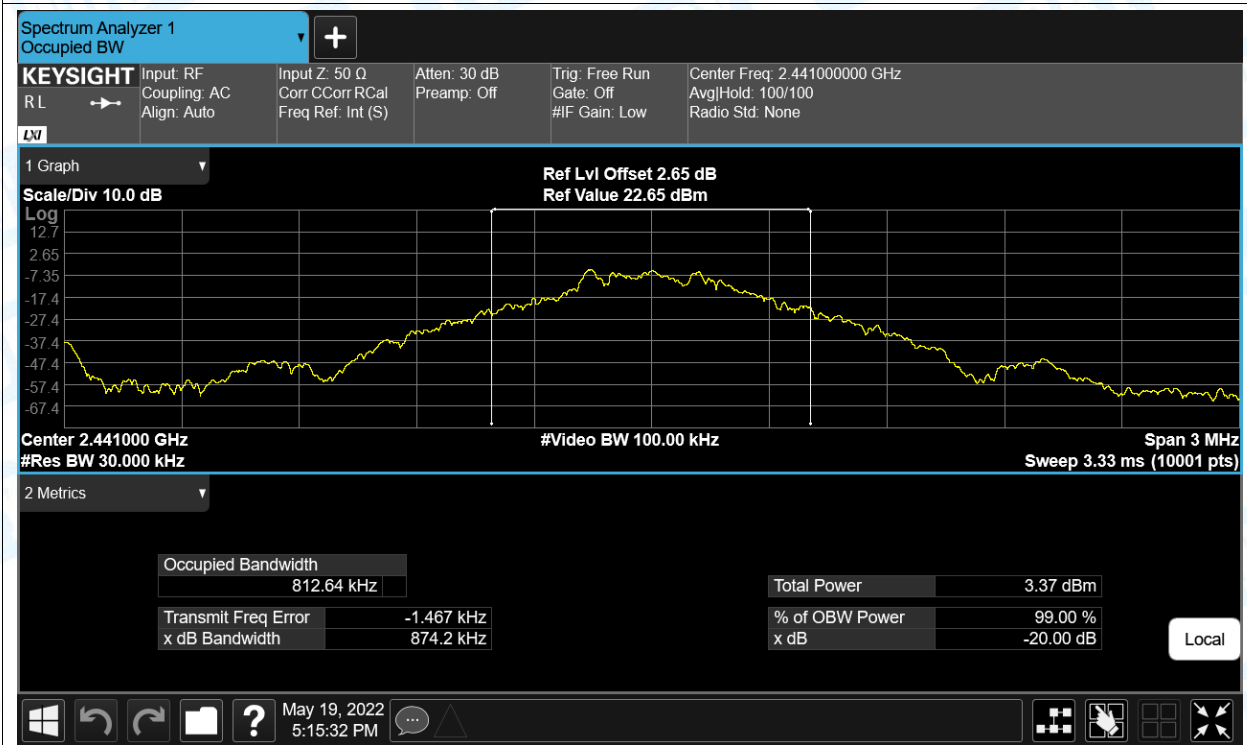 Spectrum Analyzer 1
Occupied BW
KEYSIGHT
R L
LXI
Input: RF
Coupling: AC
Align: Auto
Input Z: 50 Ω
Corr CCorr RCal
Freq Ref: Int (S)
Atten: 30 dB
Preamp: Off
Trig: Free Run
Gate: Off
#IF Gain: Low
Center Freq: 2.441000000 GHz
Avg|Hold: 100/100
Radio Std: None
1 Graph
Scale/Div 10.0 dB
Ref Lvl Offset 2.65 dB
Ref Value 22.65 dBm
Log
12.7
2.65
-7.35
-17.4
-27.4
-37.4
-47.4
-57.4
-67.4
Center 2.441000 GHz
#Res BW 30.000 kHz
#Video BW 100.00 kHz
Span 3 MHz
Sweep 3.33 ms (10001 pts)
2 Metrics
Occupied Bandwidth
812.64 kHz
Transmit Freq Error -1.467 kHz
x dB Bandwidth 874.2 kHz
Total Power 3.37 dBm
% of OBW Power 99.00 %
x dB -20.00 dB
Local
?
May 19, 2022
5:15:32 PM